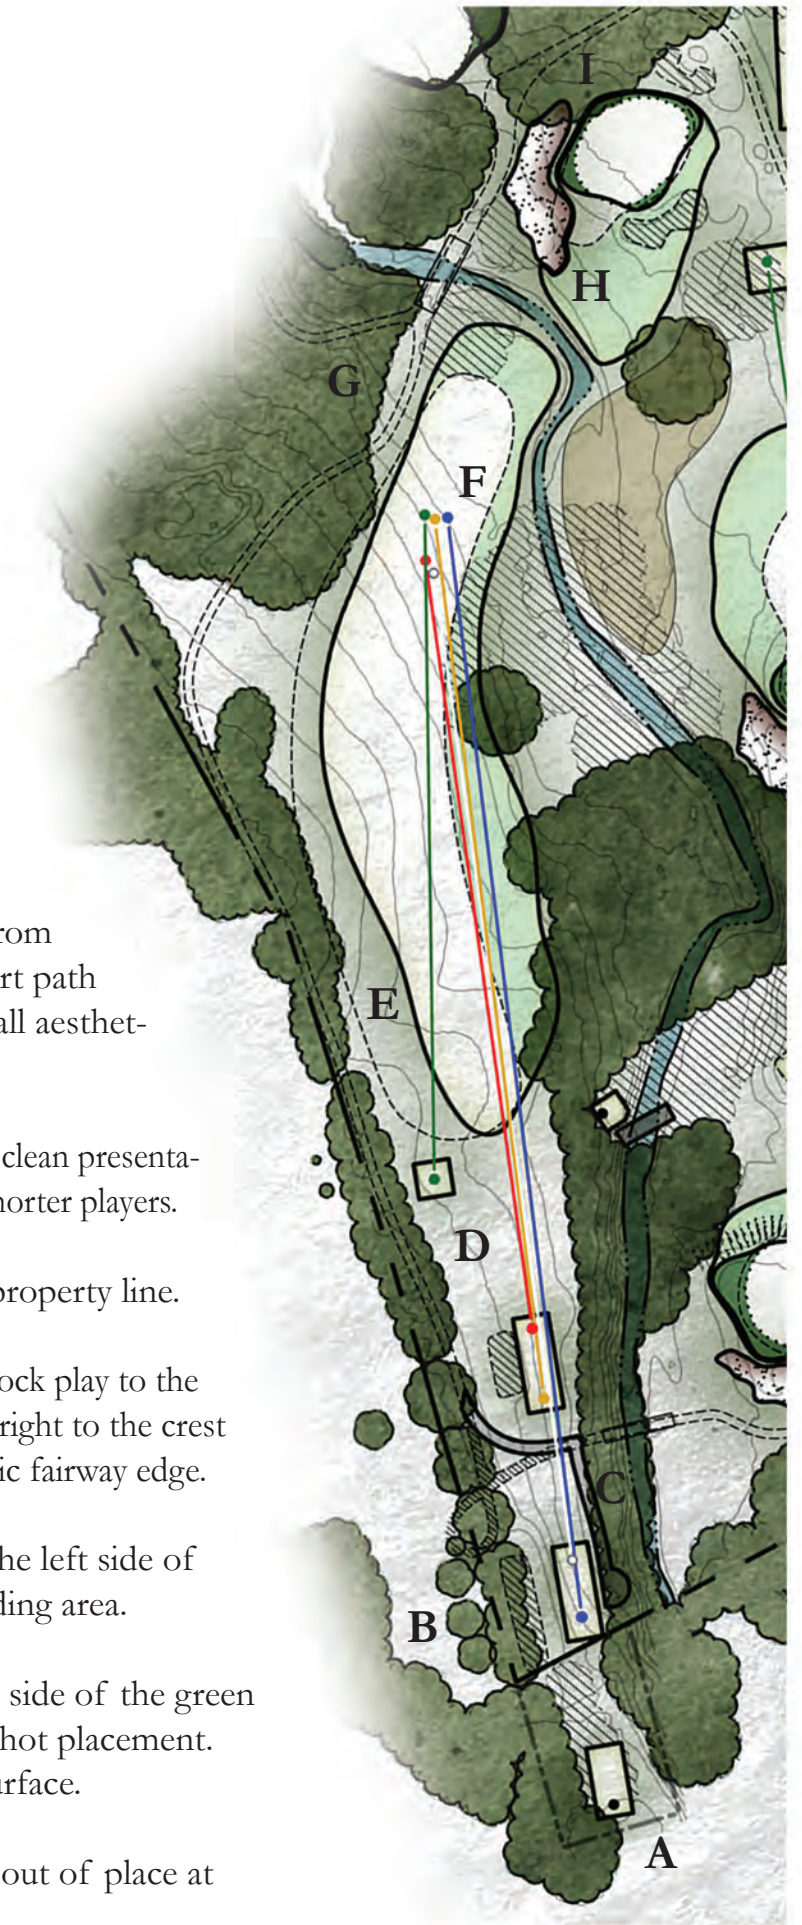 I
H
G
F
rom
rt path
all aesthet-
E
clean presenta-
horter players.
D
property line.
ock play to the
right to the crest
ic fairway edge.
C
he left side of
ding area.
B
side of the green
hot placement.
urface.
A
out of place at